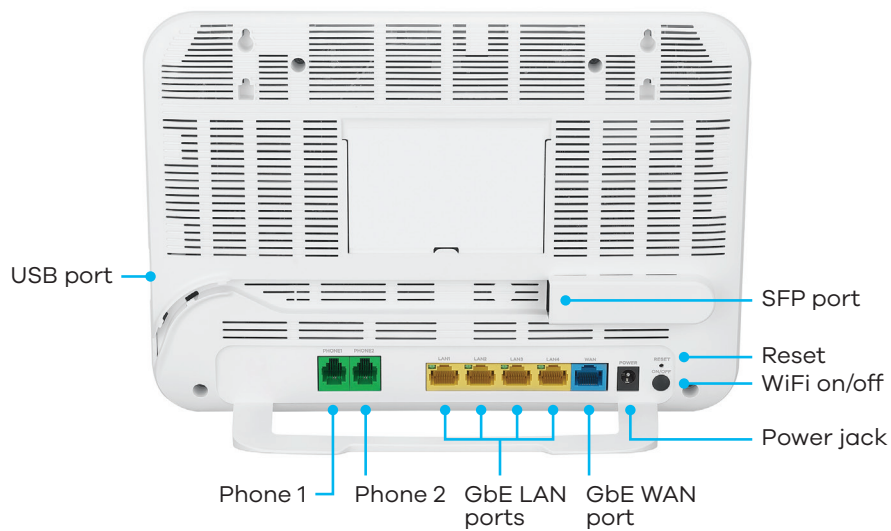 USB port
SFP port
PHONE1 PHONE2
LAN1 LAN2 LAN3 LAN4 WAN
POWER
RESET
ON/OFF
Reset
WiFi on/off
Power jack
Phone 1
Phone 2
GbE LAN
ports
GbE WAN
port